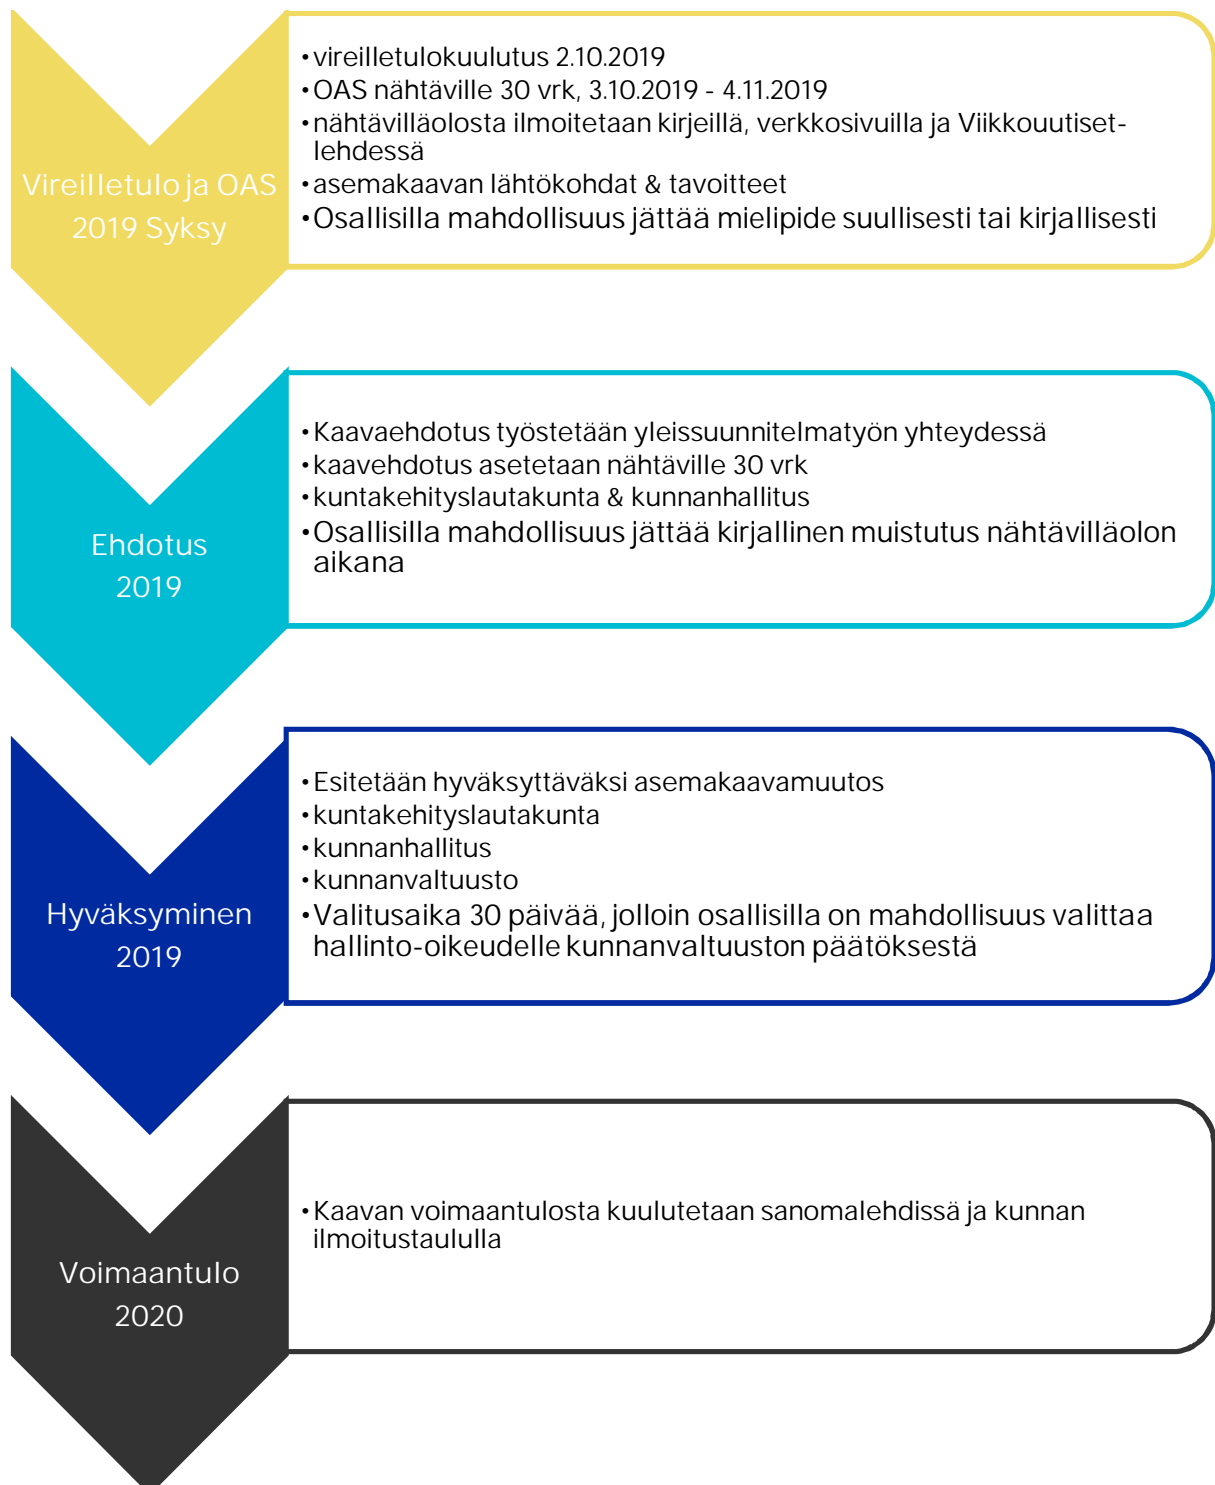 Vireilletulo ja OAS
2019 Syksy
•vireilletulokuulutus 2.10.2019
•OAS nähtäville 30 vrk, 3.10.2019 - 4.11.2019
•nähtävilläolosta ilmoitetaan kirjeillä, verkkosivuilla ja Viikkouutiset-
lehdessä
•asemakaavan lähtökohdat & tavoitteet
•Osallisilla mahdollisuus jättää mielipide suullisesti tai kirjallisesti
Ehdotus
2019
•Kaavaehdotus työstetään yleissuunnitelmatyön yhteydessä
•kaavehdotus asetetaan nähtäville 30 vrk
•kuntakehityslautakunta & kunnanhallitus
•Osallisilla mahdollisuus jättää kirjallinen muistutus nähtävilläolon
aikana
Hyväksyminen
2019
•Esitetään hyväksyttäväksi asemakaavamuutos
•kuntakehityslautakunta
•kunnanhallitus
•kunnanvaltuusto
•Valitusaika 30 päivää, jolloin osallisilla on mahdollisuus valittaa
hallinto-oikeudelle kunnanvaltuuston päätöksestä
Voimaantulo
2020
•Kaavan voimaantulosta kuulutetaan sanomalehdissä ja kunnan
ilmoitustaululla